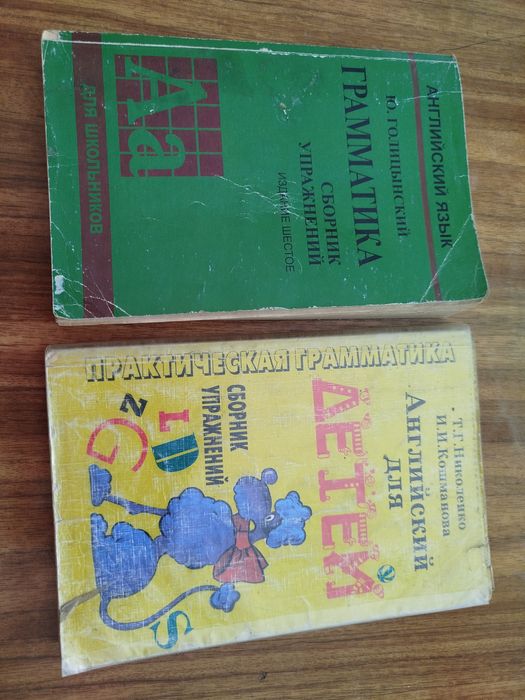 АНГЛИЙСКИЙ ЯЗЫК
Ю. ГОЛИЦЫНСКИЙ
ГРАММАТИКА
СБОРНИК
УПРАЖНЕНИЙ
ИЗДАНИЕ ШЕСТОЕ
Аа
ДЛЯ ШКОЛЬНИКОВ
Т.Г.Николенко
И.И.Кошманова
Английский
для
ДЕТЕЙ
СБОРНИК
УПРАЖНЕНИЙ
ПРАКТИЧЕСКАЯ ГРАММАТИКА
Z
L D
G
S